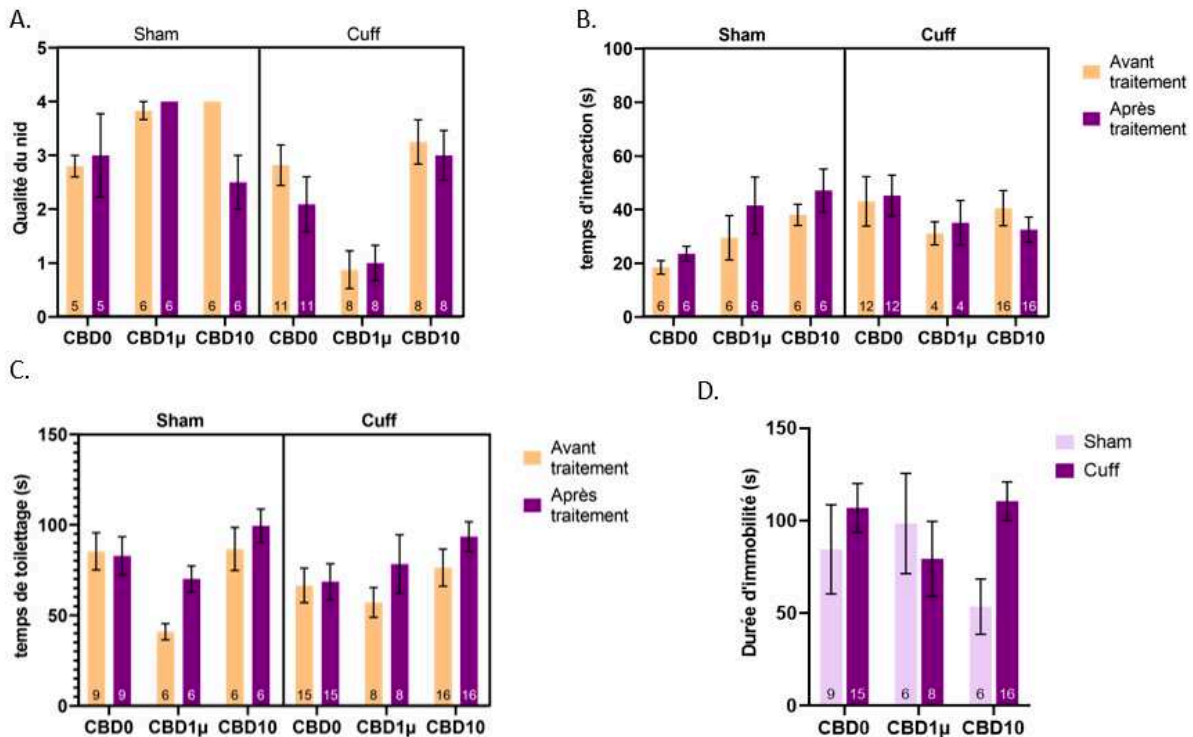 A.
Sham Cuff
Qualité du nid
5
4
3
2
1
0
5 5 6 6 6 6 11 11 8 8 8 8
CBD0 CBD1µ CBD10 CBD0 CBD1µ CBD10
B.
Sham Cuff
temps d'interaction (s)
100
80
60
40
20
0
6 6 6 6 6 6 12 12 4 4 16 16
CBD0 CBD1µ CBD10 CBD0 CBD1µ CBD10
Avant
traitement
Après
traitement
C.
Sham Cuff
temps de toilettage (s)
150
100
50
0
9 9 6 6 6 6 15 15 8 8 16 16
CBD0 CBD1µ CBD10 CBD0 CBD1µ CBD10
Avant
traitement
Après
traitement
D.
Durée d'immobilité (s)
150
100
50
0
9 15 6 8 6 16
CBD0 CBD1µ CBD10
Sham
Cuff